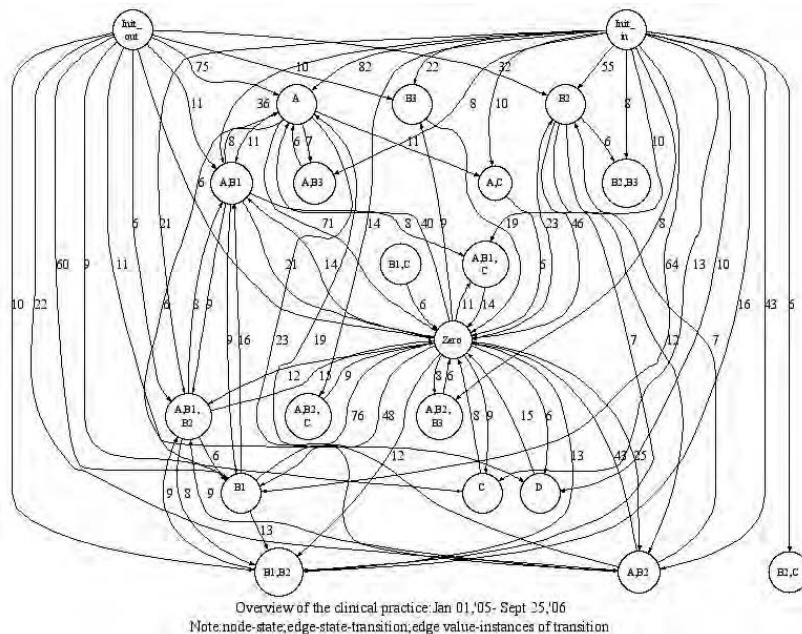 Init_
out
Init_
in
75
10
82
22
32
55
11
36
A
B3
8
10
B2
8
8
11
6
7
11
6
10
A,B1
A,B3
A,C
B2,B3
6
6
21
71
8
40
9
19
23
46
8
14
60
9
11
21
14
B1,C
A,B1,
C
5
64
13
10
10
22
6
8
9
6
11
14
16
43
6
9
16
23
19
Zero
7
12
7
12
15
9
8
6
A,B1,
B2
A,B2,
C
A,B2,
B3
76
48
8
9
15
6
6
12
13
43
25
9
8
9
B1
C
D
13
B1,B2
A,B2
B2,C
Overview of the clinical practice:Jan 01,'05- Sept 25,'06
Note:node-state;edge-state-transition;edge value-instances of transition